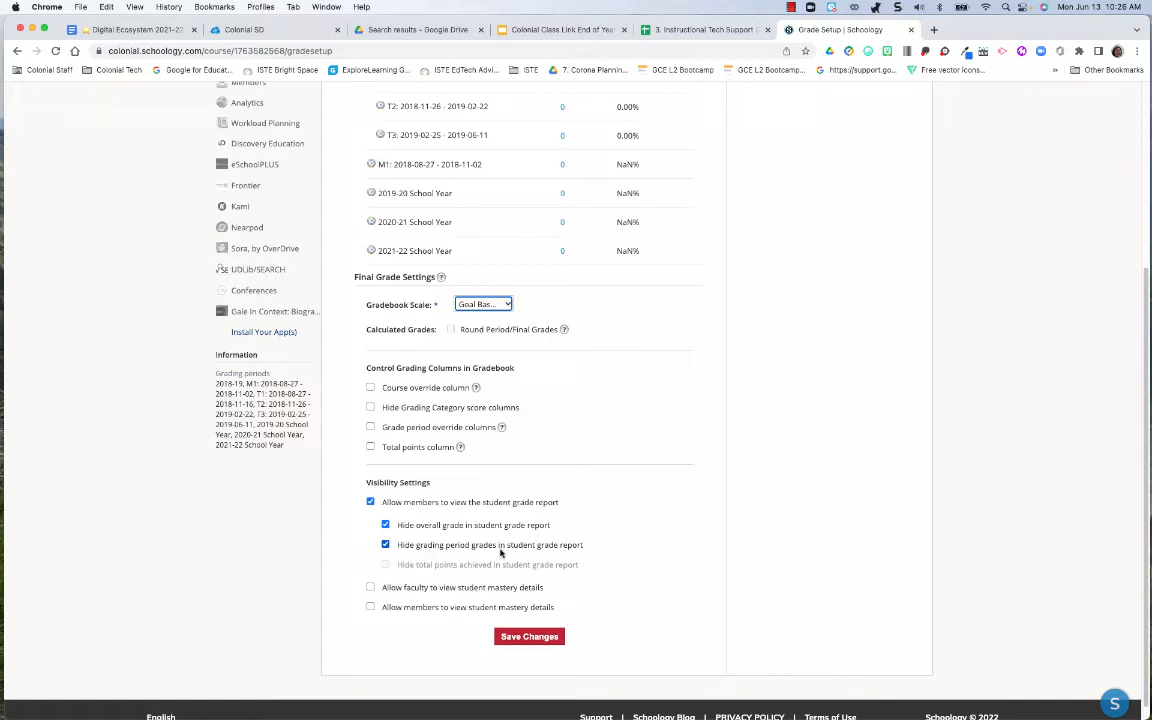 Chrome File Edit View History Bookmarks Profiles Tab Window Help
Mon Jun 13 10:26 AM
Digital Ecosystem 2021-22
Colonial SD
Search results – Google Drive
Colonial Class Link End of Year
3. Instructional Tech Support
Grade Setup | Schoology
colonial.schoology.com/course/1763582568/gradesetup
Colonial Staff
Colonial Tech
Google for Educat...
ISTE Bright Space
ExploreLearning G...
ISTE EdTech Advi...
ISTE
7. Corona Planning...
GCE L2 Bootcamp...
GCE L2 Bootcamp...
https://support.go...
Free vector icons...
Other Bookmarks
Members
Analytics
Workload Planning
Discovery Education
eSchoolPLUS
Frontier
Kami
Nearpod
Sora, by OverDrive
UDLib/SEARCH
Conferences
Gale In Context: Biogra...
Install Your App(s)
Information
Grading periods
2018-19, M1: 2018-08-27 -
2018-11-02, T1: 2018-08-27 -
2018-11-16, T2: 2018-11-26 -
2019-02-22, T3: 2019-02-25 -
2019-06-11, 2019-20 School
Year, 2020-21 School Year,
2021-22 School Year
T2: 2018-11-26 - 2019-02-22 0 0.00%
T3: 2019-02-25 - 2019-06-11 0 0.00%
M1: 2018-08-27 - 2018-11-02 0 NaN%
2019-20 School Year 0 NaN%
2020-21 School Year 0 NaN%
2021-22 School Year 0 NaN%
Final Grade Settings ?
Gradebook Scale: * Goal Bas...
Calculated Grades: Round Period/Final Grades ?
Control Grading Columns in Gradebook
Course override column ?
Hide Grading Category score columns
Grade period override columns ?
Total points column ?
Visibility Settings
Allow members to view the student grade report
Hide overall grade in student grade report
Hide grading period grades in student grade report
Hide total points achieved in student grade report
Allow faculty to view student mastery details
Allow members to view student mastery details
Save Changes
S
English
Support | Schoology Blog | PRIVACY POLICY | Terms of Use
Schoology © 2022